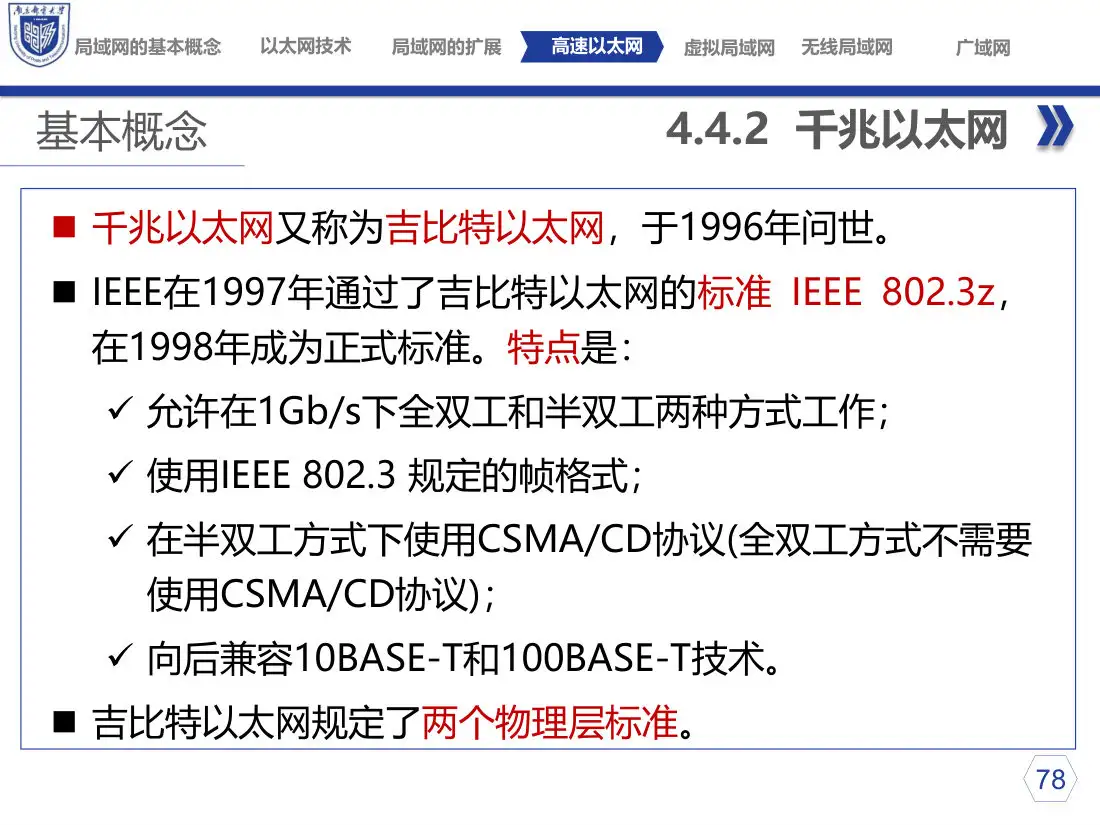 南京邮电大学
局域网的基本概念 以太网技术 局域网的扩展 高速以太网 虚拟局域网 无线局域网 广域网
基本概念
4.4.2 千兆以太网
千兆以太网又称为吉比特以太网，于1996年问世。
IEEE在1997年通过了吉比特以太网的标准 IEEE 802.3z，
在1998年成为正式标准。特点是：
✓ 允许在1Gb/s下全双工和半双工两种方式工作；
✓ 使用IEEE 802.3 规定的帧格式；
✓ 在半双工方式下使用CSMA/CD协议(全双工方式不需要
使用CSMA/CD协议)；
✓ 向后兼容10BASE-T和100BASE-T技术。
吉比特以太网规定了两个物理层标准。
78